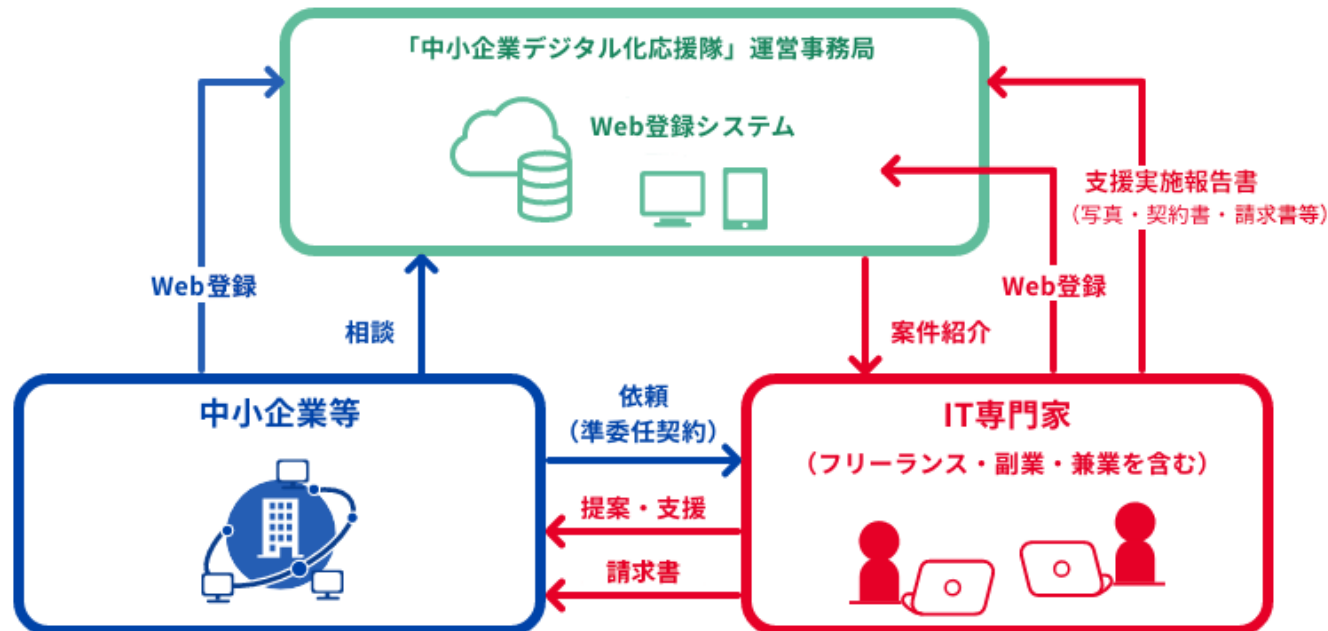 「中小企業デジタル化応援隊」運営事務局
Web登録システム
支援実施報告書
（写真・契約書・請求書等）
Web登録
Web登録
相談
案件紹介
中小企業等
依頼
（準委任契約）
提案・支援
請求書
IT専門家
（フリーランス・副業・兼業を含む）